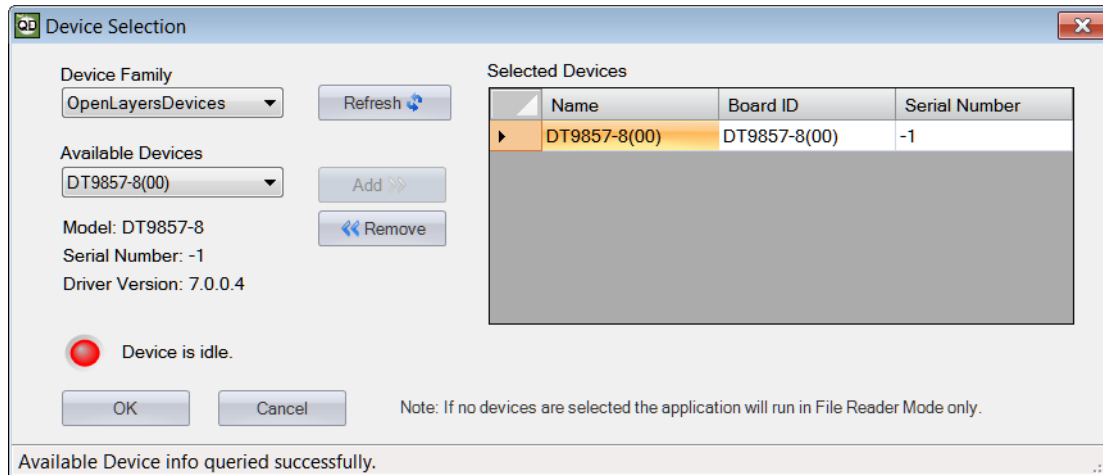 QD Device Selection
Device Family
OpenLayersDevices
Refresh
Available Devices
DT9857-8(00)
Add
Remove
Model: DT9857-8
Serial Number: -1
Driver Version: 7.0.0.4
Device is idle.
Selected Devices
Name Board ID Serial Number
DT9857-8(00) DT9857-8(00) -1
OK Cancel Note: If no devices are selected the application will run in File Reader Mode only.
Available Device info queried successfully.